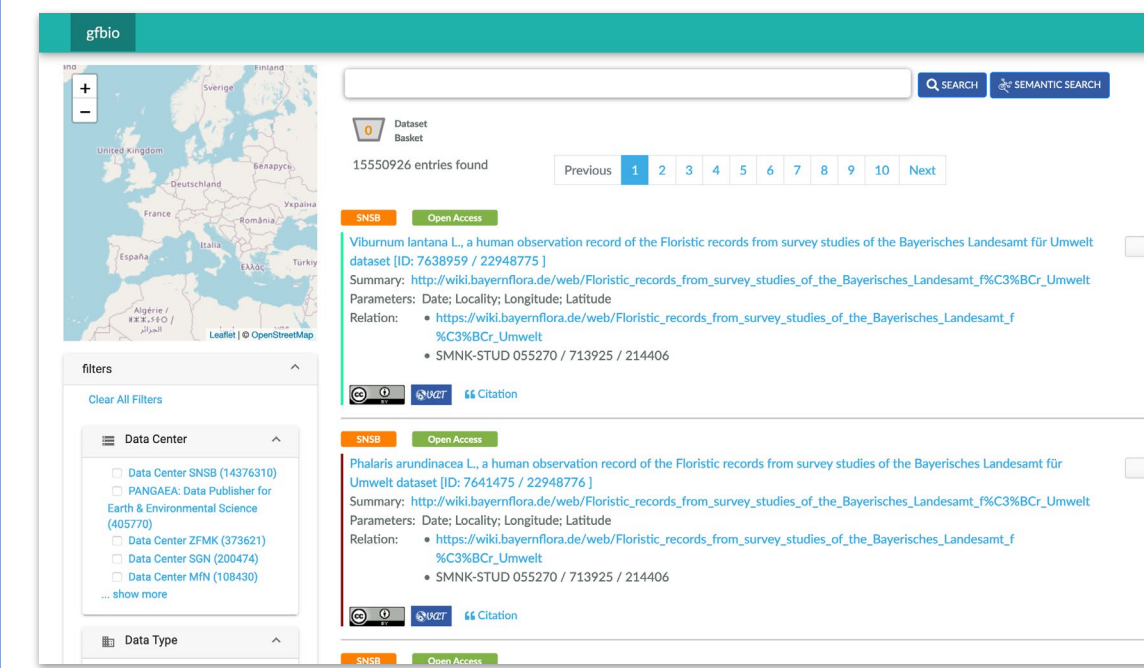 gfbio
Finland
Sverige
United Kingdom
Беларусь
Deutschland
Україна
France
România
Italia
España
Ελλάς
Türkiy
Algérie /
الجزائر
Leaflet | © OpenStreetMap
+
−
SEARCH
SEMANTIC SEARCH
0
Dataset
Basket
15550926 entries found
Previous 1 2 3 4 5 6 7 8 9 10 Next
filters
Clear All Filters
Data Center
Data Center SNSB (14376310)
PANGAEA: Data Publisher for
Earth & Environmental Science
(405770)
Data Center ZFMK (373621)
Data Center SGN (200474)
Data Center MfN (108430)
... show more
Data Type
SNSB Open Access
Viburnum lantana L., a human observation record of the Floristic records from survey studies of the Bayerisches Landesamt für Umwelt
dataset [ID: 7638959 / 22948775 ]
Summary: http://wiki.bayernflora.de/web/Floristic_records_from_survey_studies_of_the_Bayerisches_Landesamt_f%C3%BCr_Umwelt
Parameters: Date; Locality; Longitude; Latitude
Relation: • https://wiki.bayernflora.de/web/Floristic_records_from_survey_studies_of_the_Bayerisches_Landesamt_f
%C3%BCr_Umwelt
• SMNK-STUD 055270 / 713925 / 214406
cc BY VAT Citation
SNSB Open Access
Phalaris arundinacea L., a human observation record of the Floristic records from survey studies of the Bayerisches Landesamt für
Umwelt dataset [ID: 7641475 / 22948776 ]
Summary: http://wiki.bayernflora.de/web/Floristic_records_from_survey_studies_of_the_Bayerisches_Landesamt_f%C3%BCr_Umwelt
Parameters: Date; Locality; Longitude; Latitude
Relation: • https://wiki.bayernflora.de/web/Floristic_records_from_survey_studies_of_the_Bayerisches_Landesamt_f
%C3%BCr_Umwelt
• SMNK-STUD 055270 / 713925 / 214406
cc BY VAT Citation
SNSB Open Access